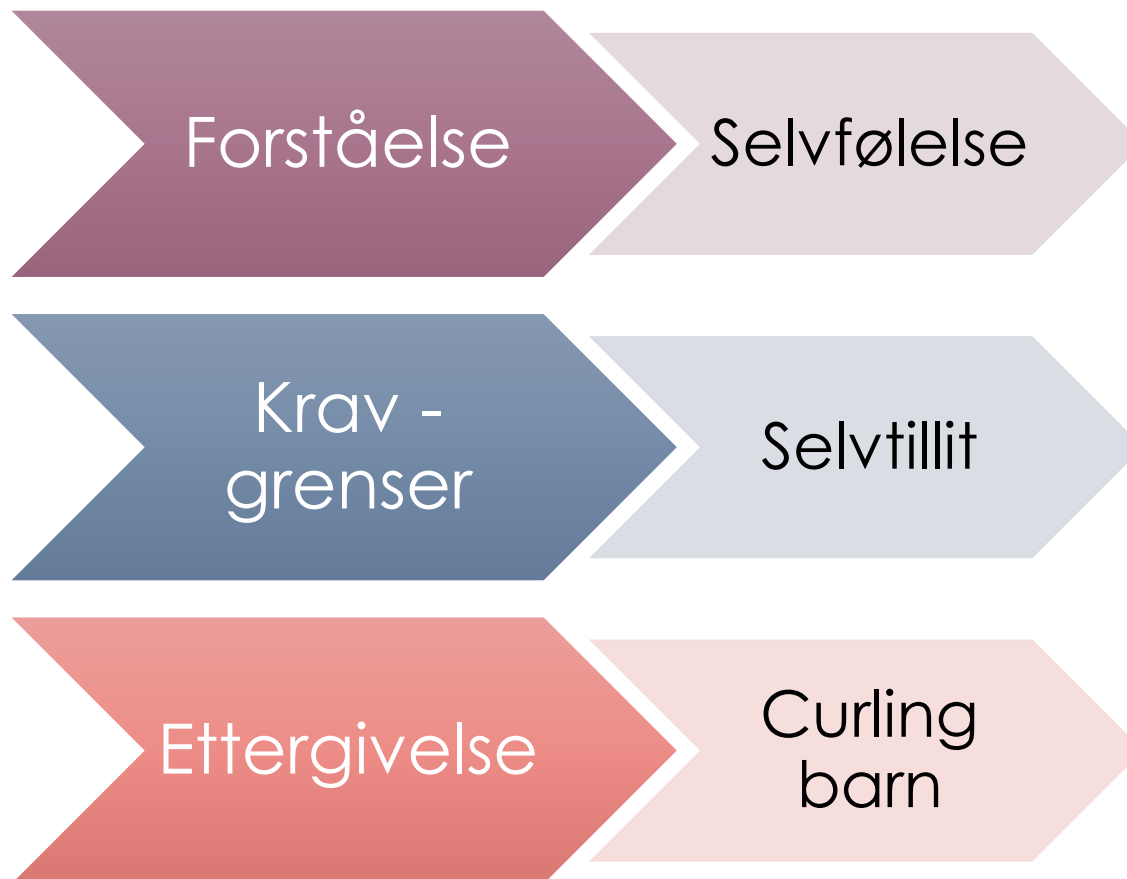 Forståelse
Selvfølelse
Krav -
grenser
Selvtillit
Ettergivelse
Curling
barn